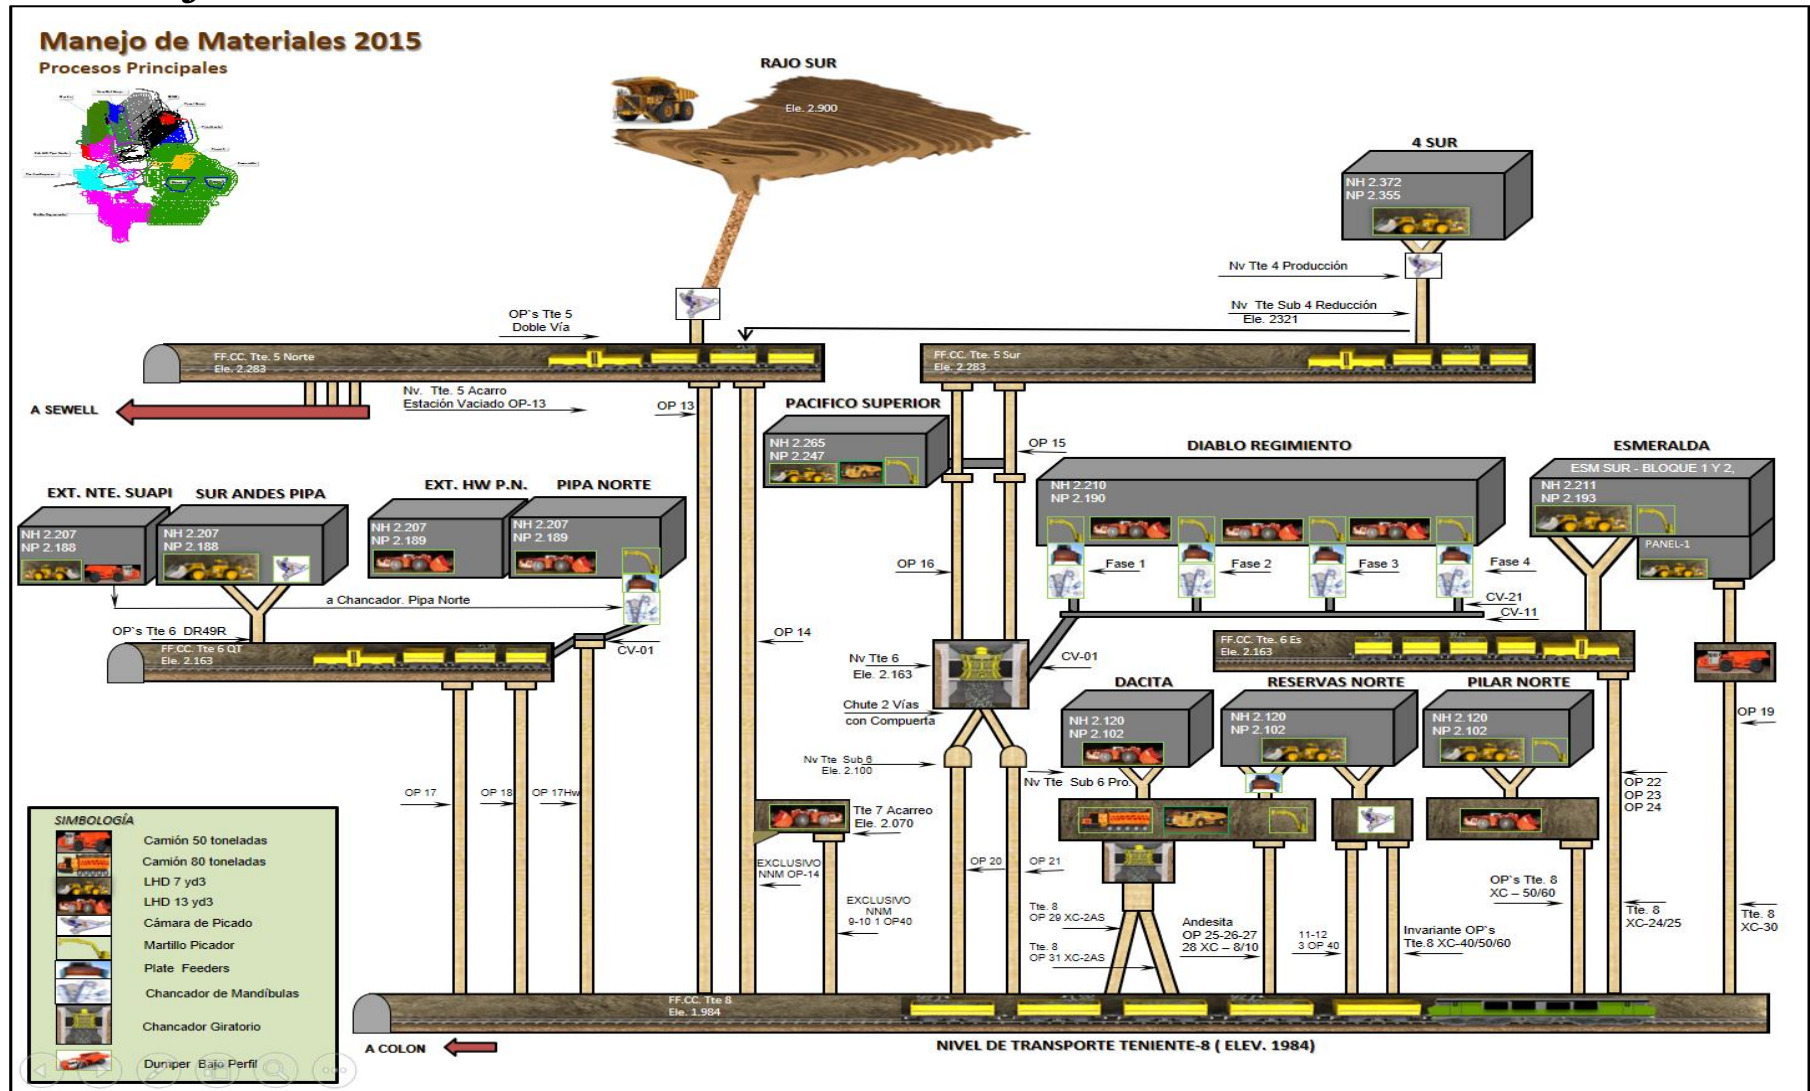 Manejo de Materiales 2015
Procesos Principales
RAJO SUR
Ele. 2.900
4 SUR
NH 2.372
NP 2.355
Nv Tte 4 Producción
Nv Tte Sub 4 Reducción
Ele. 2321
OP`s Tte 5
Doble Vía
FF.CC. Tte. 5 Norte
Ele. 2.283
FF.CC. Tte. 5 Sur
Ele. 2.283
A SEWELL
Nv. Tte. 5 Acarro
Estación Vaciado OP-13
OP 13
PACIFICO SUPERIOR
NH 2.265
NP 2.247
OP 15
DIABLO REGIMIENTO
NH 2.210
NP 2.190
ESMERALDA
ESM SUR - BLOQUE 1 Y 2,
NH 2.211
NP 2.193
PANEL-1
EXT. NTE. SUAPI
NH 2.207
NP 2.188
SUR ANDES PIPA
NH 2.207
NP 2.188
EXT. HW P.N.
NH 2.207
NP 2.189
PIPA NORTE
NH 2.207
NP 2.189
OP 16
Fase 1
Fase 2
Fase 3
Fase 4
CV-21
CV-11
a Chancador. Pipa Norte
OP`s Tte 6 DR49R
FF.CC. Tte 6 QT
Ele. 2.163
CV-01
OP 14
Nv Tte 6
Ele. 2.163
CV-01
FF.CC. Tte. 6 Es
Ele. 2.163
Chute 2 Vías
con Compuerta
DACITA
NH 2.120
NP 2.102
RESERVAS NORTE
NH 2.120
NP 2.102
PILAR NORTE
NH 2.120
NP 2.102
OP 19
Nv Tte Sub 6
Ele. 2.100
Nv Tte Sub 6 Pro.
OP 22
OP 23
OP 24
OP 17
OP 18
OP 17Hw
Tte 7 Acarreo
Ele. 2.070
EXCLUSIVO
NNM OP-14
OP 20
OP 21
EXCLUSIVO
NNM
9-10 1 OP40
Tte. 8
OP 29 XC-2AS
Tte. 8
OP 31 XC-2AS
Andesita
OP 25-26-27
28 XC – 8/10
11-12
3 OP 40
Invariante OP`s
Tte.8 XC-40/50/60
OP`s Tte. 8
XC – 50/60
Tte. 8
XC-24/25
Tte. 8
XC-30
SIMBOLOGÍA
Camión 50 toneladas
Camión 80 toneladas
LHD 7 yd3
LHD 13 yd3
Cámara de Picado
Martillo Picador
Plate Feeders
Chancador de Mandíbulas
Chancador Giratorio
Dumper Bajo Perfil
FF.CC. Tte 8
Ele. 1.984
A COLON
NIVEL DE TRANSPORTE TENIENTE-8 ( ELEV. 1984)